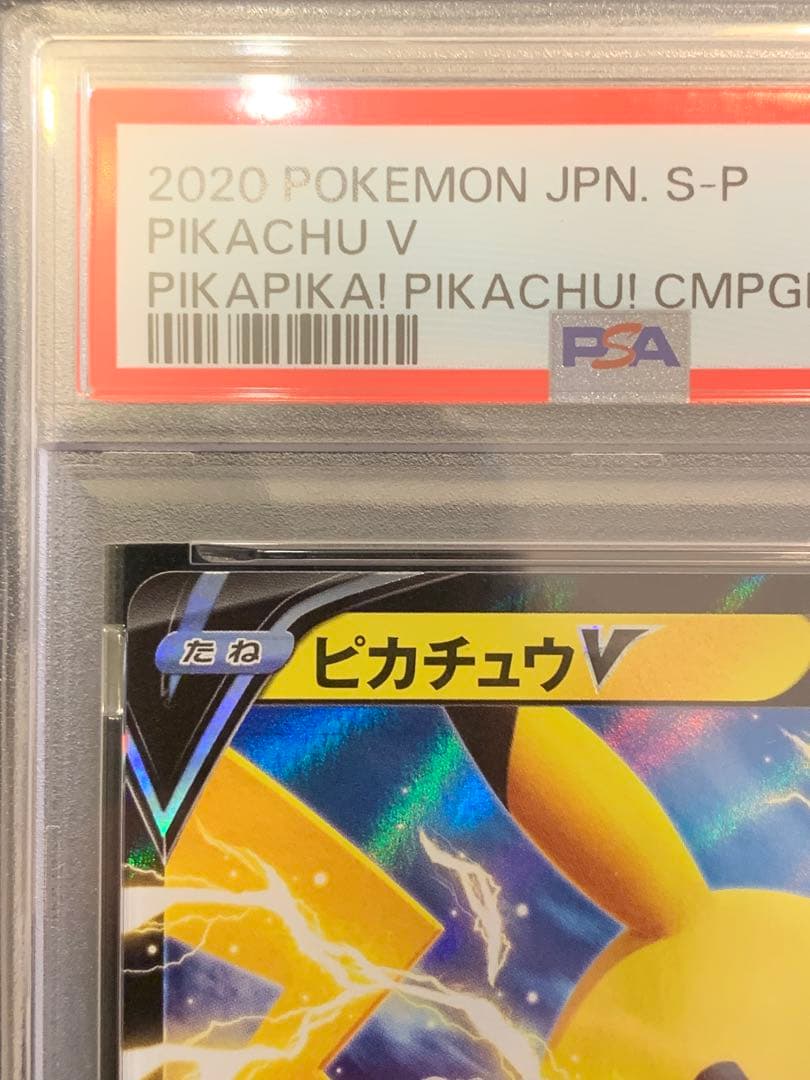 2020 POKEMON JPN. S-P
PIKACHU V
PIKAPIKA! PIKACHU! CMPG
PSA
たね
ピカチュウV